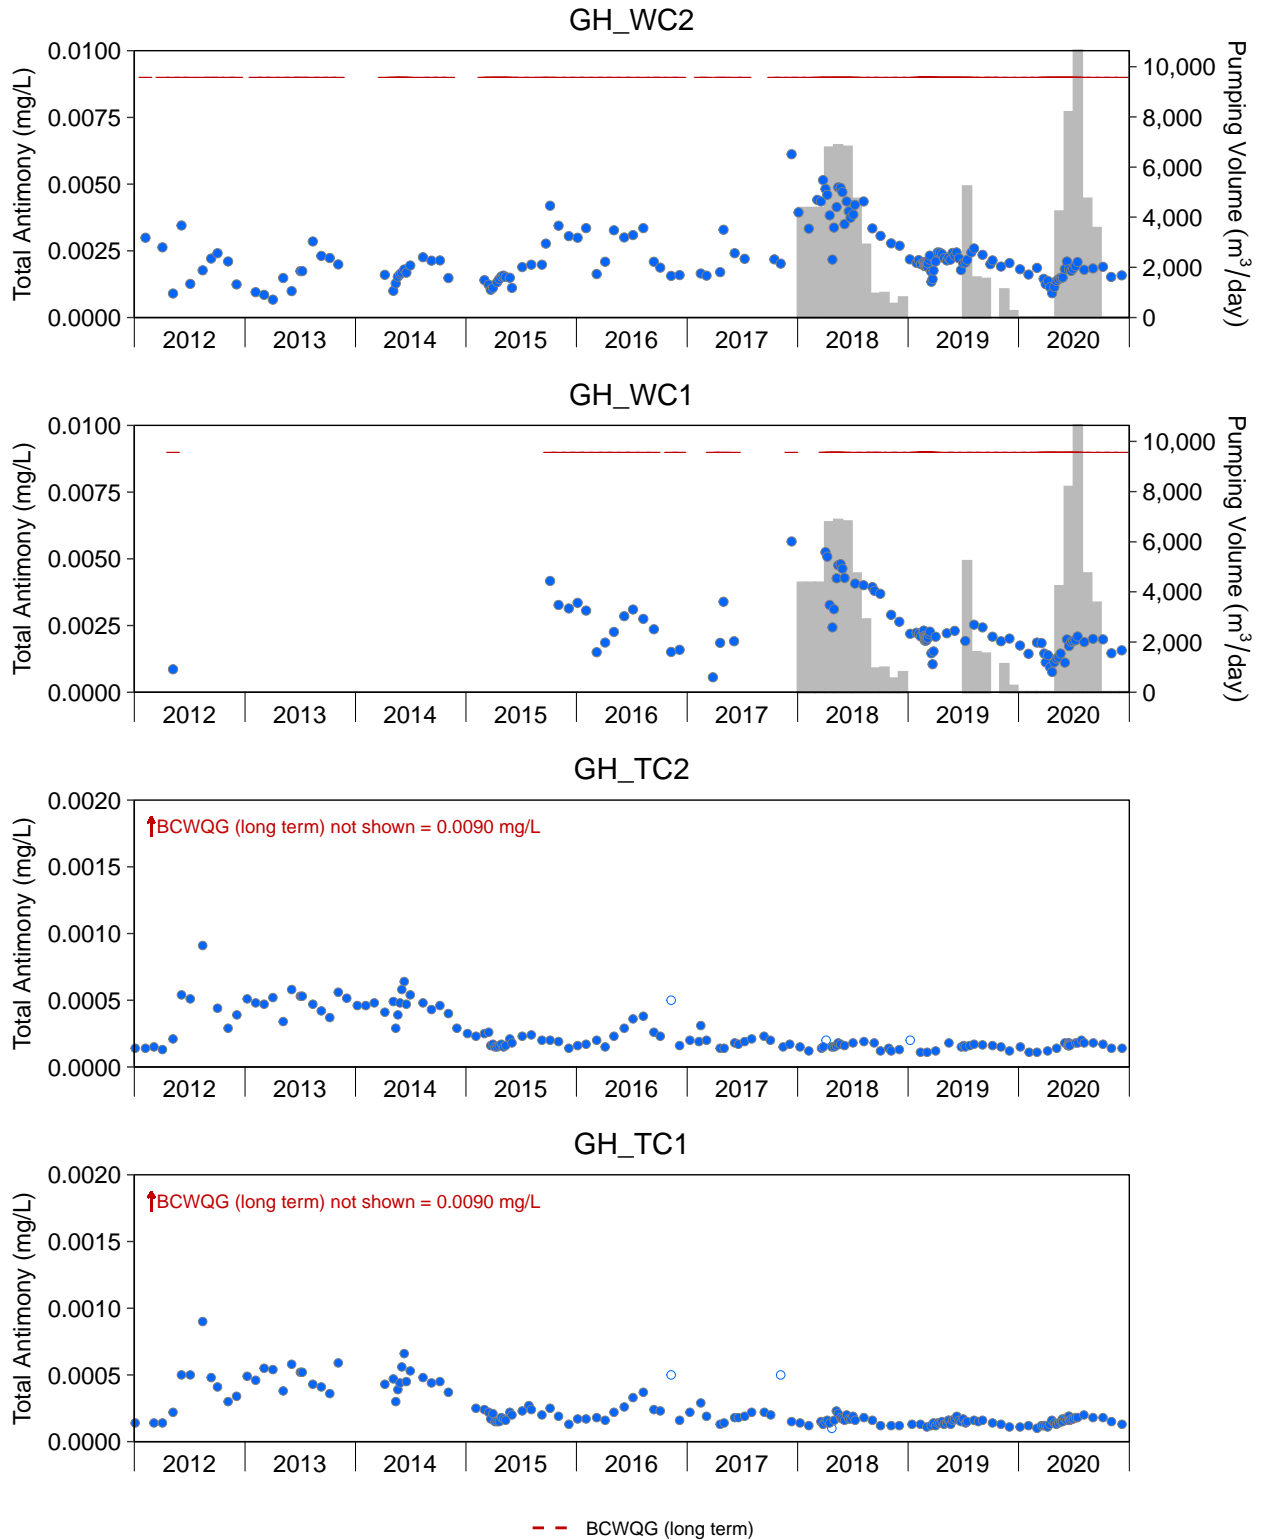 GH_WC2
Total Antimony (mg/L)
Pumping Volume (m³/day)
0.0100
0.0075
0.0050
0.0025
0.0000
10,000
8,000
6,000
4,000
2,000
0
2012 2013 2014 2015 2016 2017 2018 2019 2020
GH_WC1
Total Antimony (mg/L)
Pumping Volume (m³/day)
0.0100
0.0075
0.0050
0.0025
0.0000
10,000
8,000
6,000
4,000
2,000
0
2012 2013 2014 2015 2016 2017 2018 2019 2020
GH_TC2
Total Antimony (mg/L)
0.0020
0.0015
0.0010
0.0005
0.0000
BCWQG (long term) not shown = 0.0090 mg/L
2012 2013 2014 2015 2016 2017 2018 2019 2020
GH_TC1
Total Antimony (mg/L)
0.0020
0.0015
0.0010
0.0005
0.0000
BCWQG (long term) not shown = 0.0090 mg/L
2012 2013 2014 2015 2016 2017 2018 2019 2020
BCWQG (long term)